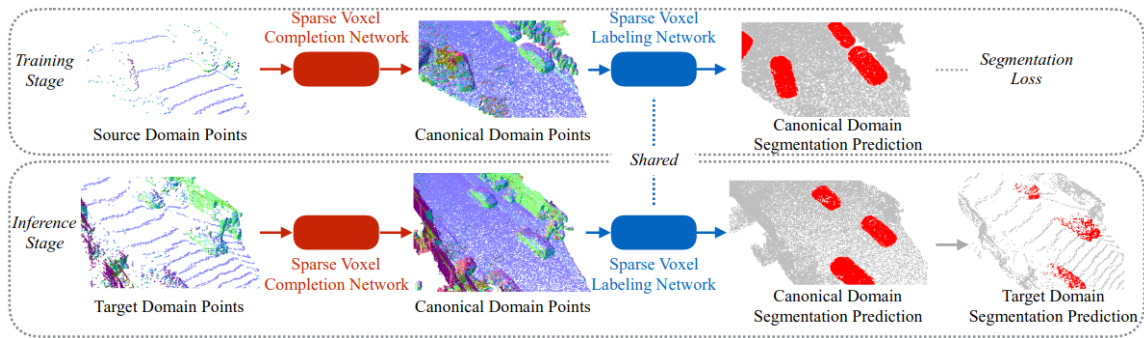 Sparse Voxel
Completion Network
Sparse Voxel
Labeling Network
Training
Stage
Segmentation
Loss
Source Domain Points
Canonical Domain Points
Canonical Domain
Segmentation Prediction
Shared
Inference
Stage
Sparse Voxel
Completion Network
Sparse Voxel
Labeling Network
Target Domain Points
Canonical Domain Points
Canonical Domain
Segmentation Prediction
Target Domain
Segmentation Prediction